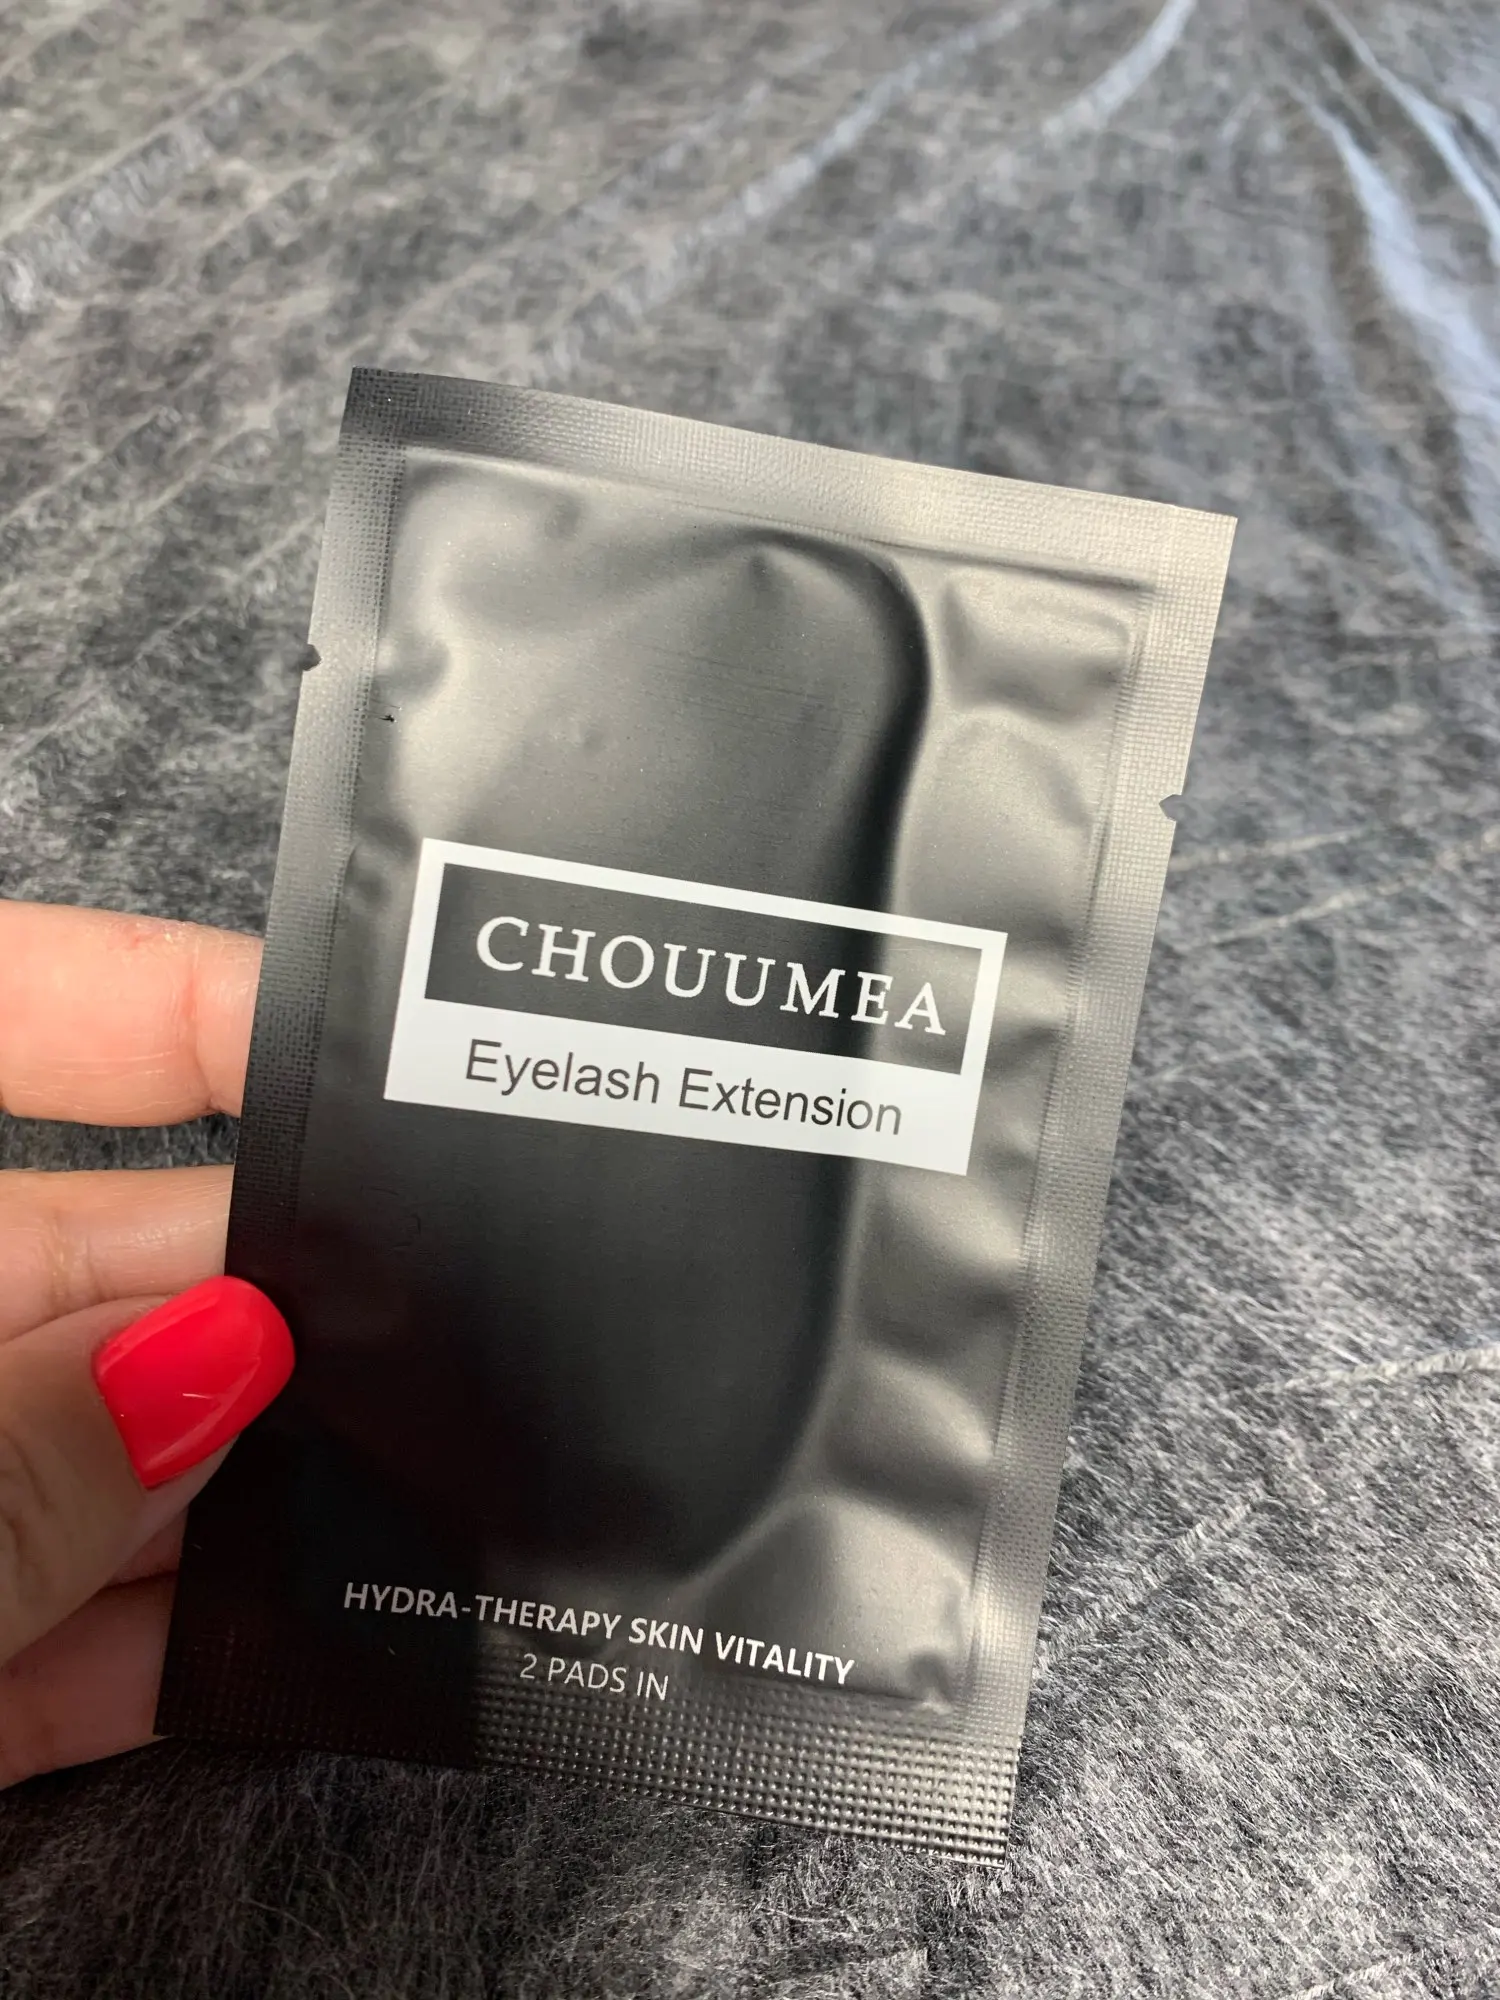 CHOUUMEA
Eyelash Extension
HYDRA-THERAPY SKIN VITALITY
2 PADS IN